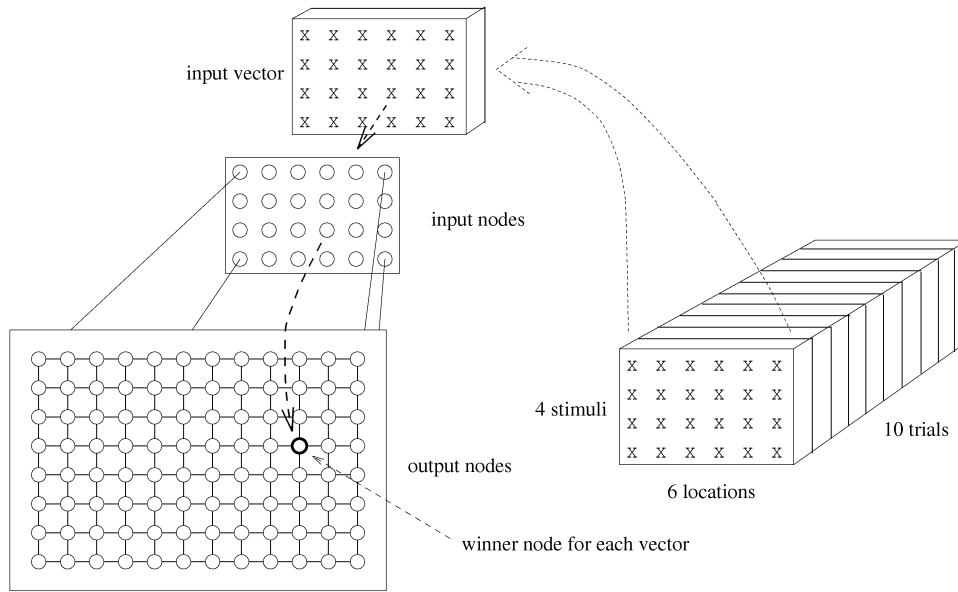 X X X X X X
X X X X X X
input vector
X X X X X X
X X X X X X
input nodes
X X X X X X
X X X X X X
4 stimuli
X X X X X X
10 trials
X X X X X X
output nodes
6 locations
winner node for each vector